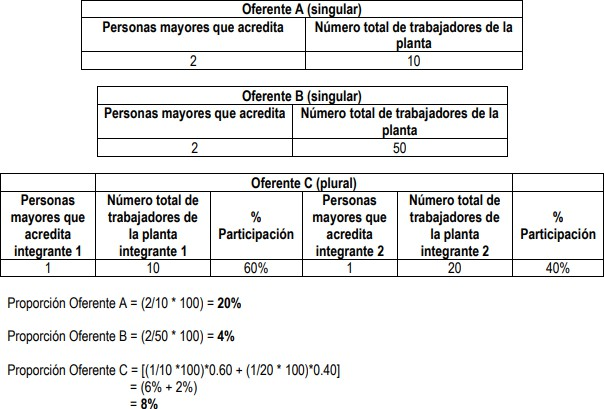 Oferente A (singular)
Personas mayores que acredita Número total de trabajadores de la planta
2 10
Oferente B (singular)
Personas mayores que acredita Número total de trabajadores de la planta
2 50
Oferente C (plural)
Personas mayores que acredita integrante 1 Número total de trabajadores de la planta integrante 1 % Participación Personas mayores que acredita integrante 2 Número total de trabajadores de la planta integrante 2 % Participación
1 10 60% 1 20 40%
Proporción Oferente A = (2/10 * 100) = 20%
Proporción Oferente B = (2/50 * 100) = 4%
Proporción Oferente C = [(1/10 *100)*0.60 + (1/20 * 100)*0.40]
= (6% + 2%)
= 8%